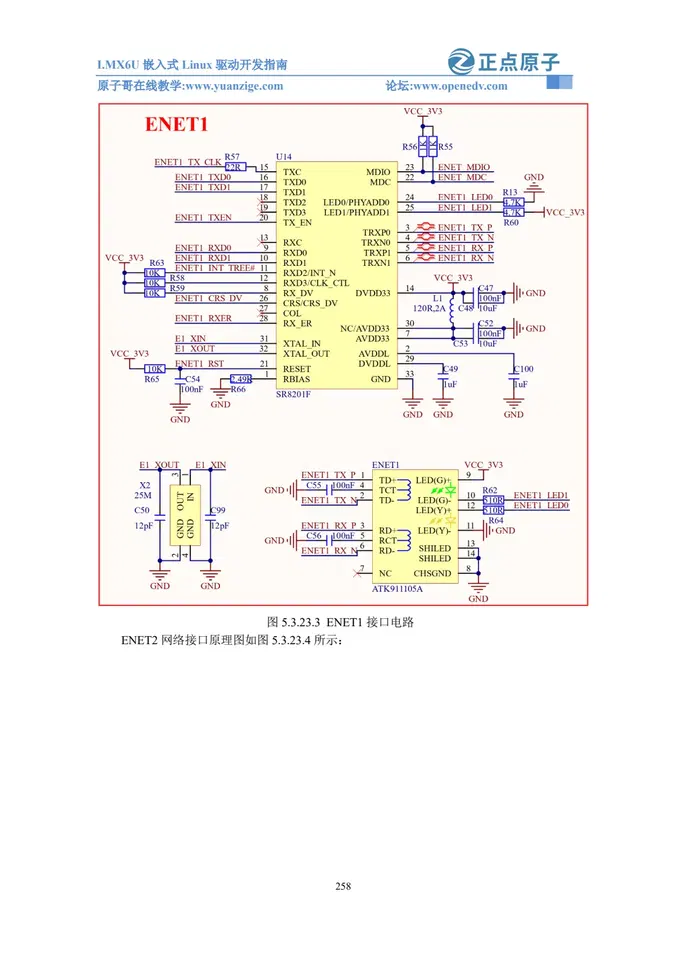 I.MX6U 嵌入式 Linux 驱动开发指南
正点原子
原子哥在线教学:www.yuanzige.com 论坛:www.openedv.com
ENET1
VCC_3V3
R56 1K 1K R55
U14
R57
ENET1_TX_CLK 22R 15 TXC MDIO 23 ENET_MDIO
ENET1_TXD0 16 TXD0 MDC 22 ENET_MDC
ENET1_TXD1 17 TXD1
18 TXD2 LED0/PHYADD0 24 ENET1_LED0 R13 4.7K GND
19 TXD3 LED1/PHYADD1 25 ENET1_LED1 4.7K R60 VCC_3V3
ENET1_TXEN 20 TX_EN
TRXP0 3 ENET1_TX_P
13 RXC TRXN0 4 ENET1_TX_N
ENET1_RXD0 9 RXD0 TRXP1 5 ENET1_RX_P
ENET1_RXD1 10 RXD1 TRXN1 6 ENET1_RX_N
VCC_3V3 R63 10K ENET1_INT_TREE# 11 RXD2/INT_N
R58 10K 12 RXD3/CLK_CTL
R59 10K 8 RX_DV
VCC_3V3
DVDD33 14 L1 120R,2A C47 100nF C48 10uF GND
ENET1_CRS_DV 26 CRS/CRS_DV
27 COL
ENET1_RXER 28 RX_ER
NC/AVDD33 30 C52 100nF GND
AVDD33 7 C53 10uF
E1_XIN 31 XTAL_IN
E1_XOUT 32 XTAL_OUT
AVDDL 2
DVDDL 29
VCC_3V3 10K R65 ENET1_RST 21 RESET
C54 100nF GND
GND 2.49R R66 1 RBIAS
GND 33 GND
C49 1uF GND
C100 1uF GND
SR8201F
E1_XOUT E1_XIN
X2
25M
3 OUT 1 IN
C50 12pF
C99 12pF
2 GND 4 GND
GND GND
ENET1
ENET1_TX_P 1 TD+
GND C55 100nF 4 TCT
ENET1_TX_N 2 TD-
ENET1_RX_P 3 RD+
GND C56 100nF 5 RCT
ENET1_RX_N 6 RD-
7 NC
LED(G)+ 9 VCC_3V3
LED(G)- 10 R62 510R ENET1_LED1
LED(Y)+ 12 510R R64 ENET1_LED0
LED(Y)- 11 GND
SHILED 13
SHILED 14
CHSGND 8
GND
ATK911105A
图 5.3.23.3 ENET1 接口电路
ENET2 网络接口原理图如图 5.3.23.4 所示:
258